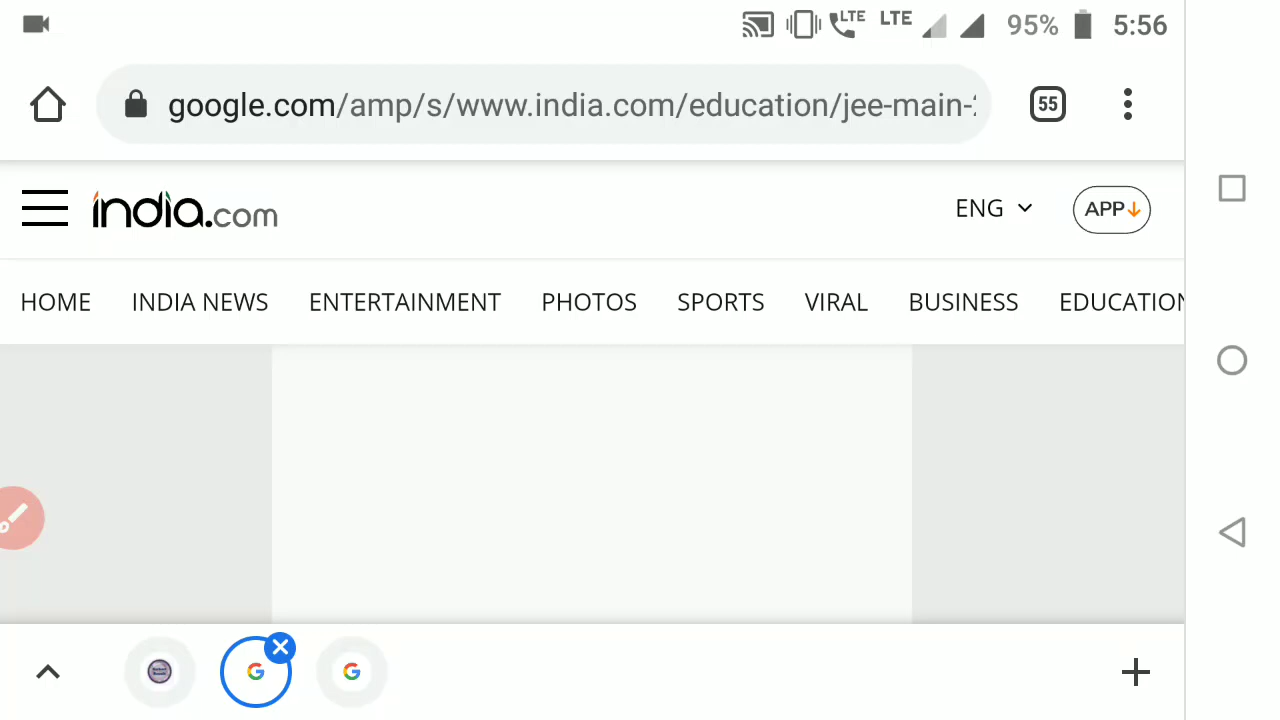 LTE LTE 95% 5:56
google.com/amp/s/www.india.com/education/jee-main- 55
india.com ENG APP
HOME INDIA NEWS ENTERTAINMENT PHOTOS SPORTS VIRAL BUSINESS EDUCATION